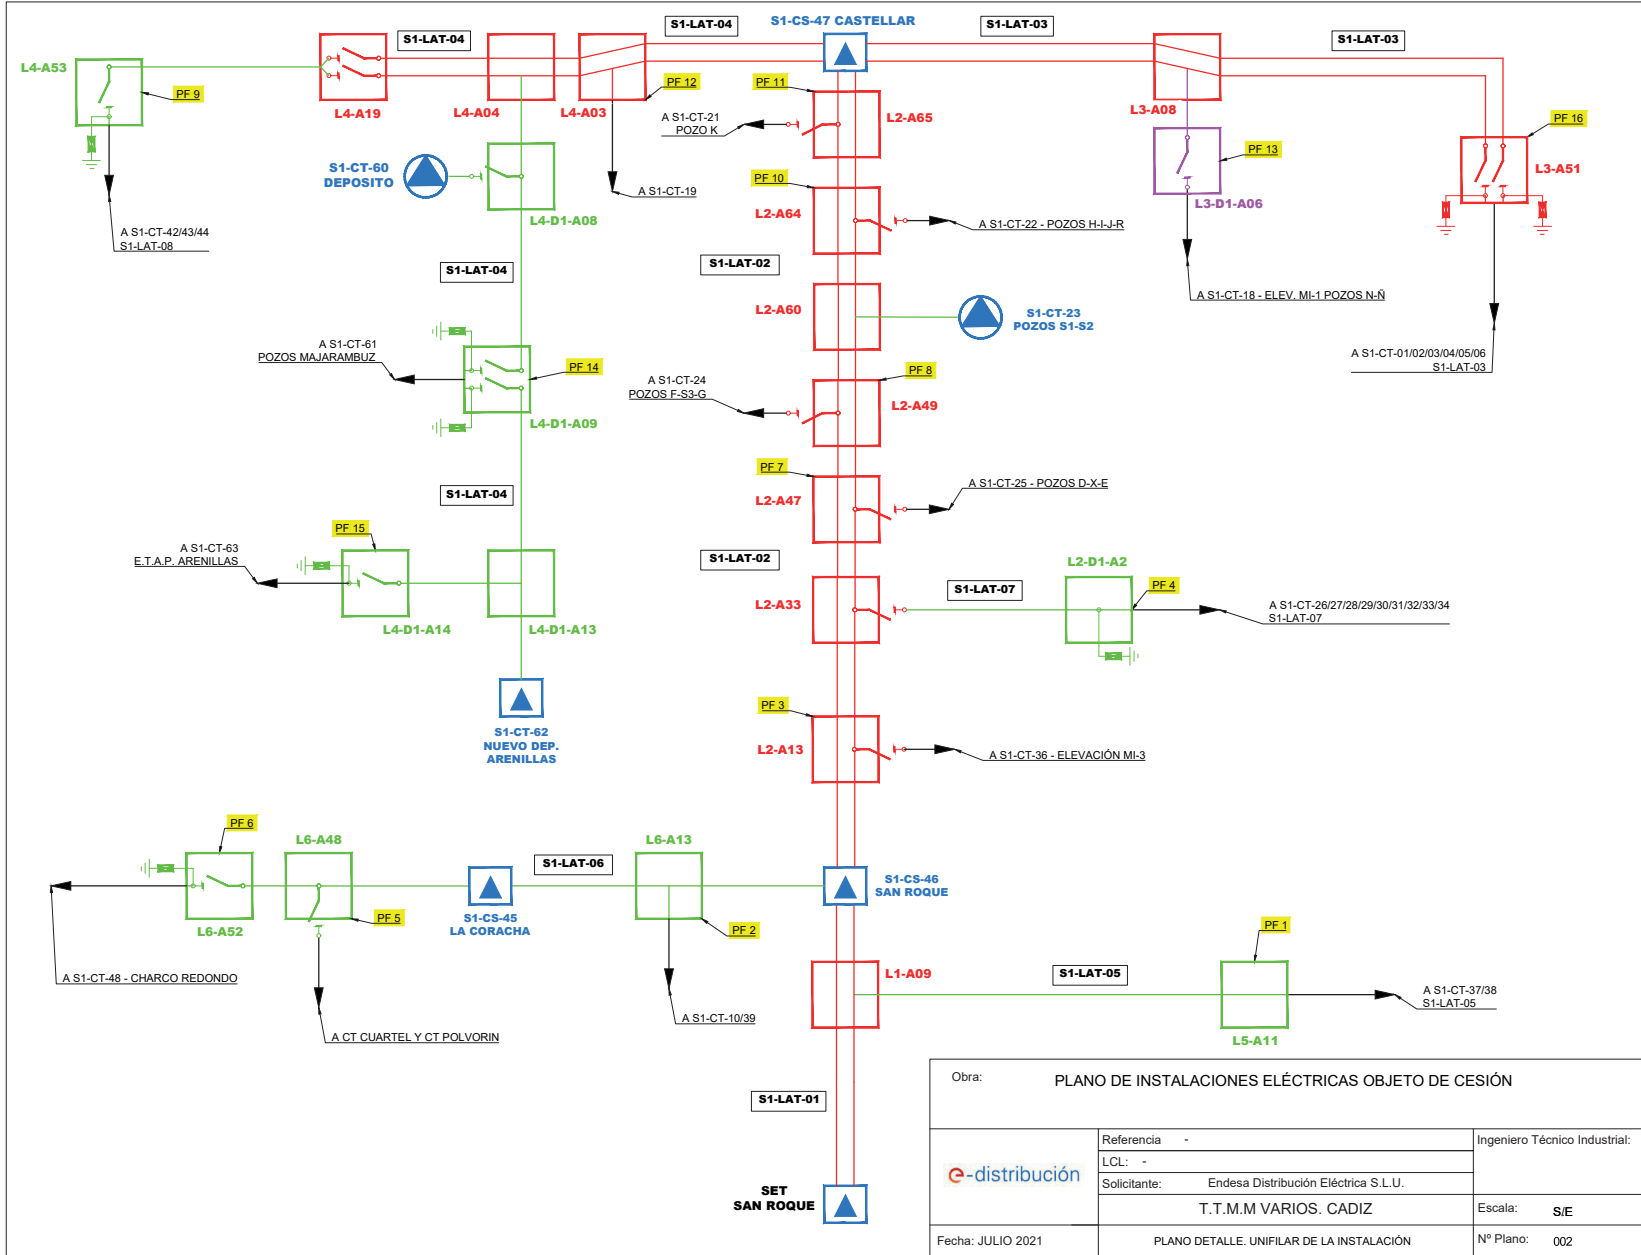 S1-LAT-04
S1-CS-47 CASTELLAR
S1-LAT-03
S1-LAT-04
S1-LAT-03
L4-A53
PF 9
L4-A19
L4-A04
L4-A03
PF 12
PF 11
A S1-CT-21
POZO K
L2-A65
L3-A08
PF 13
PF 16
L3-A51
S1-CT-60
DEPOSITO
L4-D1-A08
A S1-CT-19
PF 10
L2-A64
A S1-CT-22 - POZOS H-I-J-R
L3-D1-A06
A S1-CT-42/43/44
S1-LAT-08
S1-LAT-04
S1-LAT-02
A S1-CT-18 - ELEV. MI-1 POZOS N-Ñ
L2-A60
S1-CT-23
POZOS S1-S2
A S1-CT-61
POZOS MAJARAMBUZ
PF 14
L4-D1-A09
A S1-CT-24
POZOS F-S3-G
PF 8
L2-A49
A S1-CT-01/02/03/04/05/06
S1-LAT-03
PF 7
L2-A47
A S1-CT-25 - POZOS D-X-E
S1-LAT-04
PF 15
A S1-CT-63
E.T.A.P. ARENILLAS
L4-D1-A14
L4-D1-A13
S1-LAT-02
L2-A33
S1-LAT-07
L2-D1-A2
PF 4
A S1-CT-26/27/28/29/30/31/32/33/34
S1-LAT-07
S1-CT-62
NUEVO DEP.
ARENILLAS
PF 3
L2-A13
A S1-CT-36 - ELEVACIÓN MI-3
PF 6
L6-A48
S1-LAT-06
L6-A13
S1-CS-46
SAN ROQUE
L6-A52
PF 5
S1-CS-45
LA CORACHA
PF 2
PF 1
A S1-CT-48 - CHARCO REDONDO
L1-A09
S1-LAT-05
A S1-CT-37/38
S1-LAT-05
A S1-CT-10/39
A CT CUARTEL Y CT POLVORIN
L5-A11
S1-LAT-01
SET
SAN ROQUE
Obra:
PLANO DE INSTALACIONES ELÉCTRICAS OBJETO DE CESIÓN
e-distribución
Referencia -
Ingeniero Técnico Industrial:
LCL: -
Solicitante: Endesa Distribución Eléctrica S.L.U.
T.T.M.M VARIOS. CADIZ
Escala: S/E
Fecha: JULIO 2021
PLANO DETALLE. UNIFILAR DE LA INSTALACIÓN
Nº Plano: 002